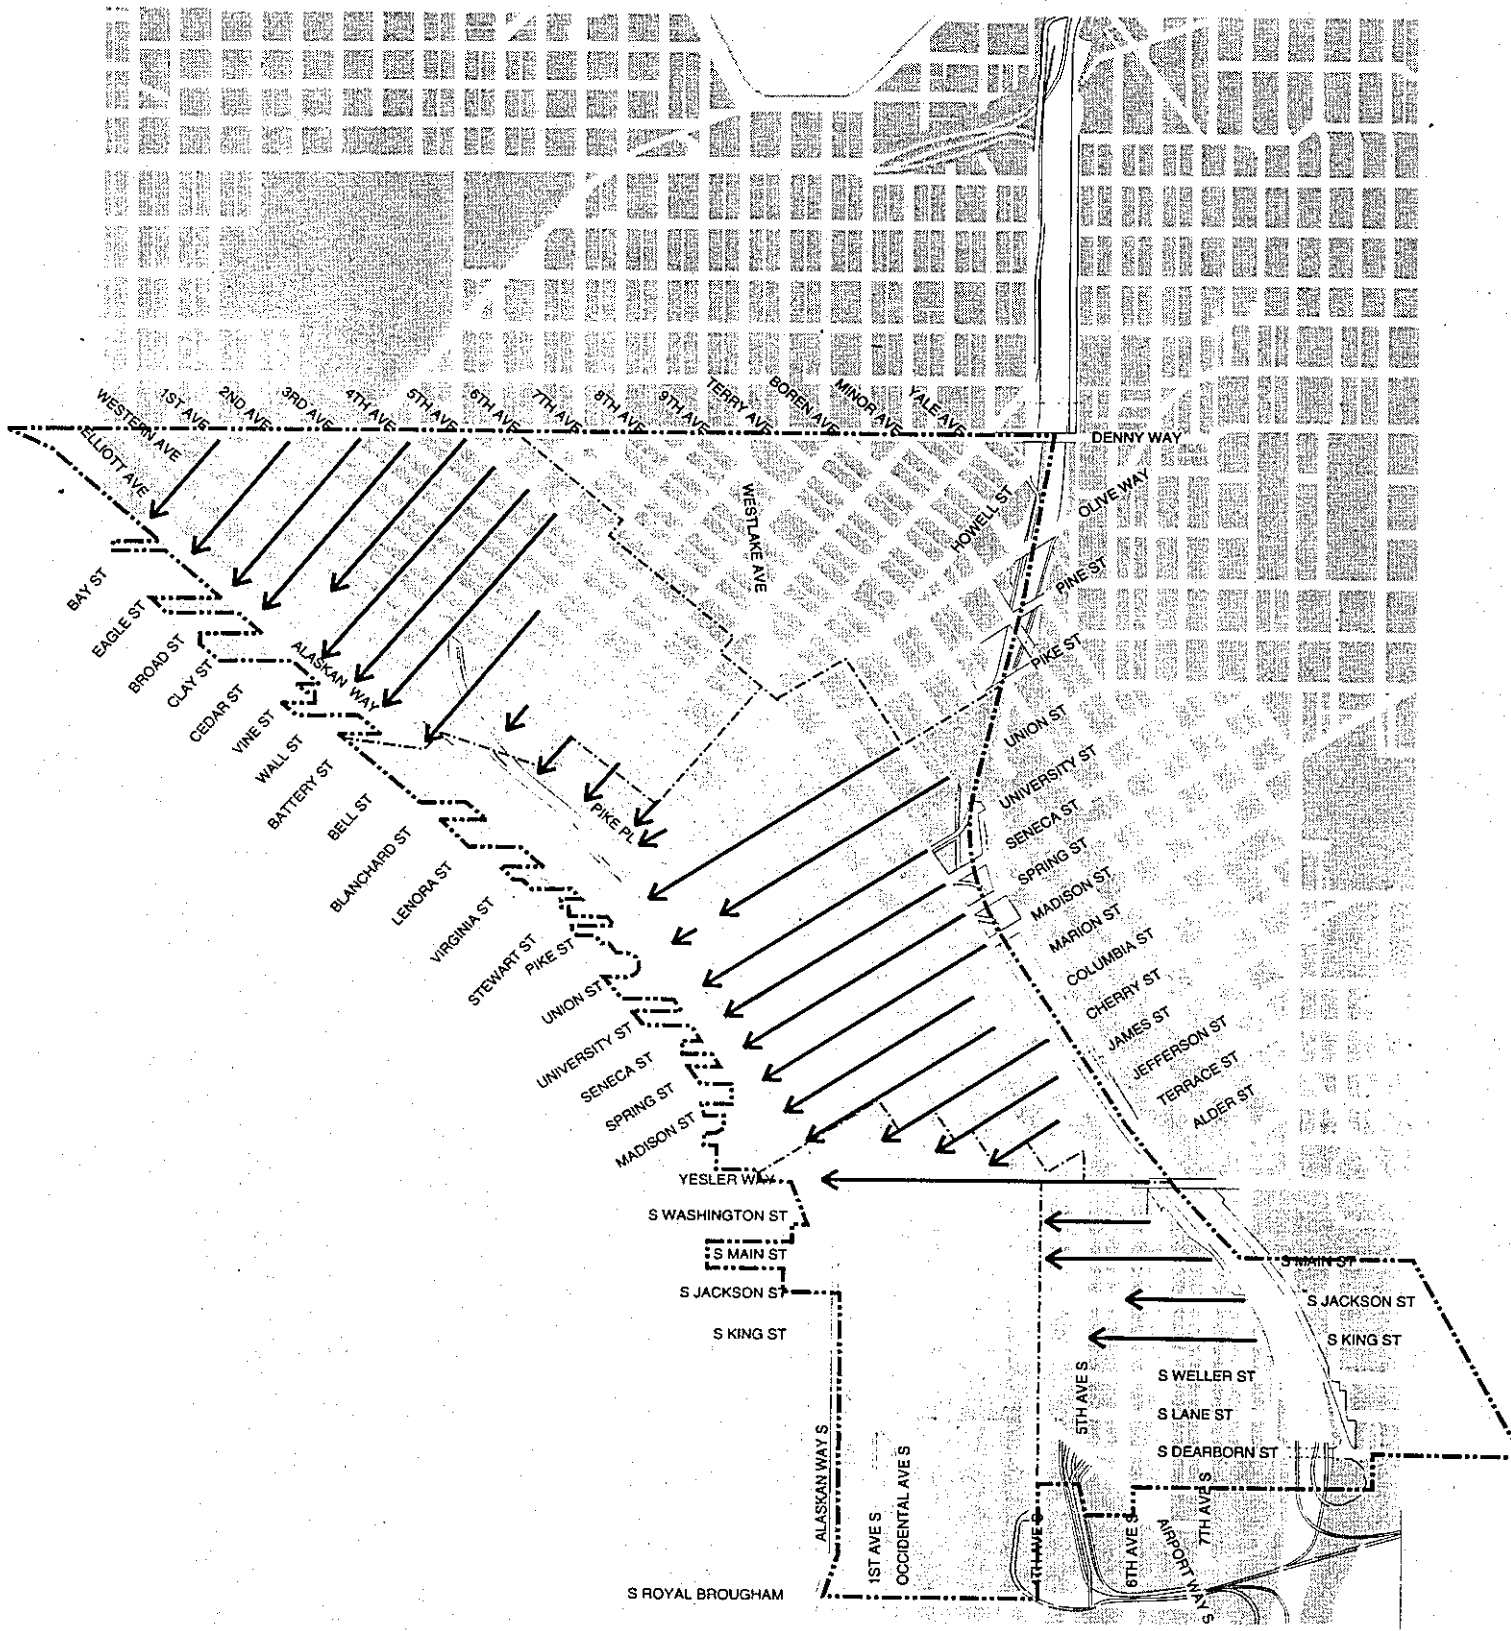 WESTERN AVE
1ST AVE
2ND AVE
3RD AVE
4TH AVE
5TH AVE
6TH AVE
7TH AVE
8TH AVE
9TH AVE
TERRY AVE
BOREN AVE
MINOR AVE
YALE AVE
DENNY WAY
ELLIOTT AVE
WESTLAKE AVE
HOWELL ST
OLIVE WAY
PINE ST
PIKE ST
BAY ST
EAGLE ST
BROAD ST
CLAY ST
CEDAR ST
VINE ST
WALL ST
BATTERY ST
BELL ST
BLANCHARD ST
LENORA ST
VIRGINIA ST
STEWART ST
PIKE ST
UNION ST
UNIVERSITY ST
SENECA ST
SPRING ST
MADISON ST
ALASKAN WAY
PIKE PL
UNION ST
UNIVERSITY ST
SENECA ST
SPRING ST
MADISON ST
MARION ST
COLUMBIA ST
CHERRY ST
JAMES ST
JEFFERSON ST
TERRACE ST
ALDER ST
YESLER WAY
S WASHINGTON ST
S MAIN ST
S JACKSON ST
S KING ST
S MAIN ST
S JACKSON ST
S KING ST
S WELLER ST
S LANE ST
S DEARBORN ST
ALASKAN WAY S
1ST AVE S
OCCIDENTAL AVE S
4TH AVE S
5TH AVE S
6TH AVE S
AIRPORT WAY S
7TH AVE S
S ROYAL BROUGHAM